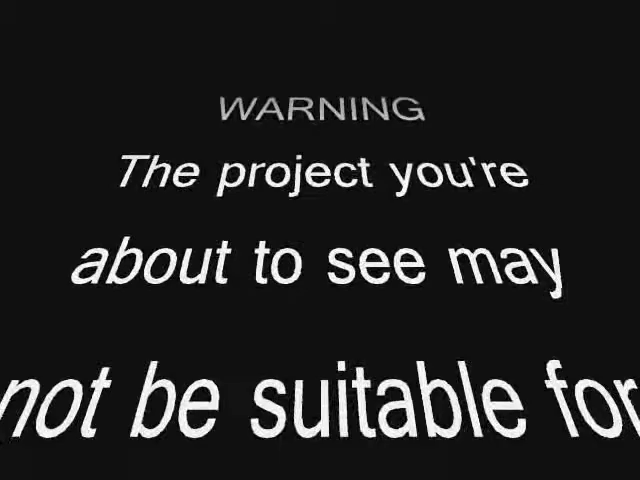 WARNING
The project you're
about to see may
not be suitable for